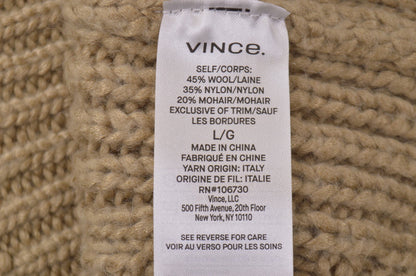 VINCE.
SELF/CORPS:
45% WOOL/LAINE
35% NYLON/NYLON
20% MOHAIR/MOHAIR
EXCLUSIVE OF TRIM/SAUF
LES BORDURES
L/G
MADE IN CHINA
FABRIQUÉ EN CHINE
YARN ORIGIN: ITALY
ORIGINE DE FIL: ITALIE
RN#106730
Vince, LLC
500 Fifth Avenue, 20th Floor
New York, NY 10110
SEE REVERSE FOR CARE
VOIR AU VERSO POUR LES SOINS